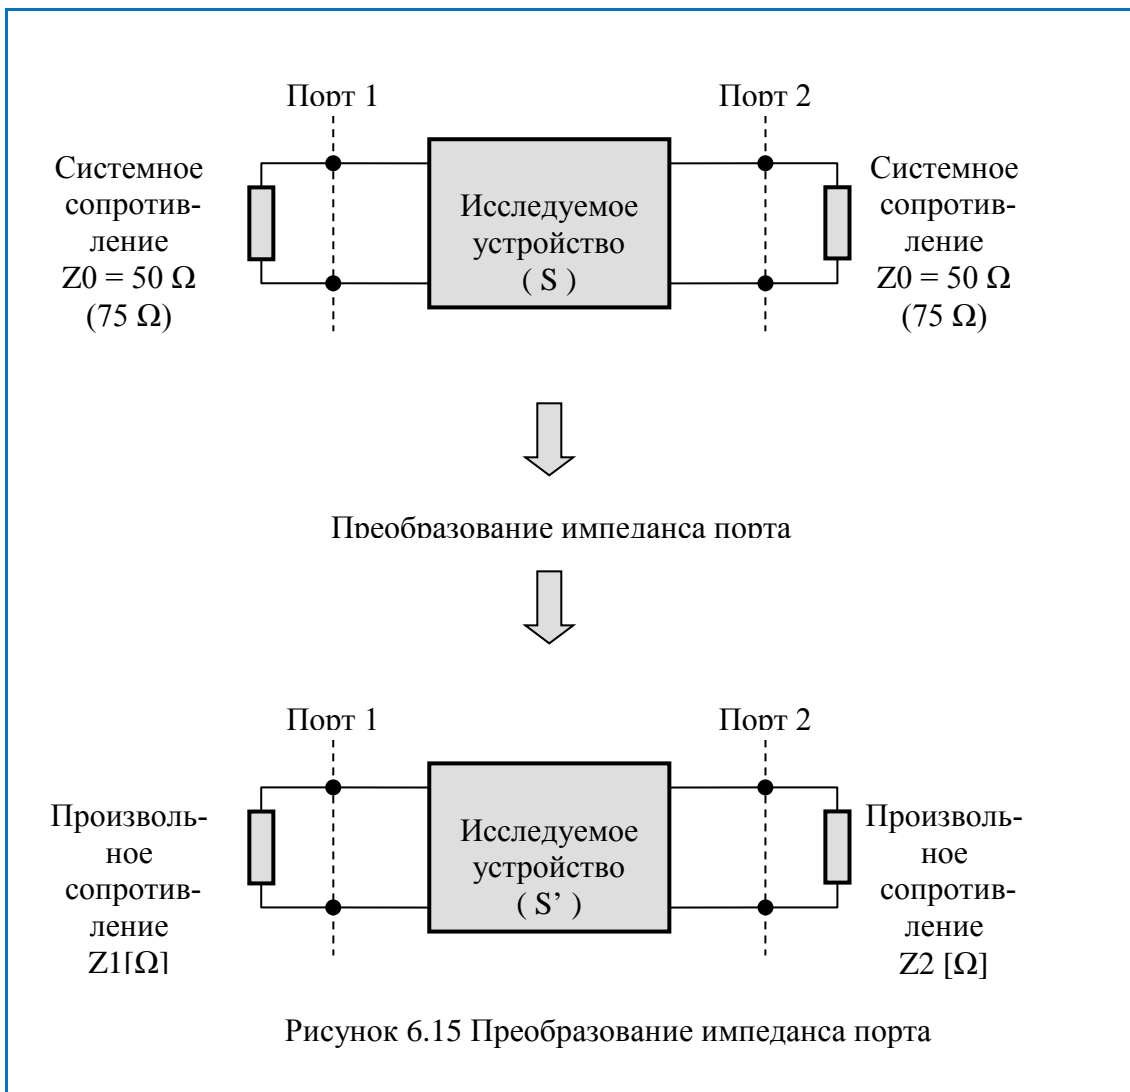 Порт 1
Порт 2
Системное
сопротив-
ление
Z0 = 50 Ω
(75 Ω)
Исследуемое
устройство
( S )
Системное
сопротив-
ление
Z0 = 50 Ω
(75 Ω)
Преобразование импеданса порта
Порт 1
Порт 2
Произволь-
ное
сопротив-
ление
Z1[Ω]
Исследуемое
устройство
( S’ )
Произволь-
ное
сопротив-
ление
Z2 [Ω]
Рисунок 6.15 Преобразование импеданса порта